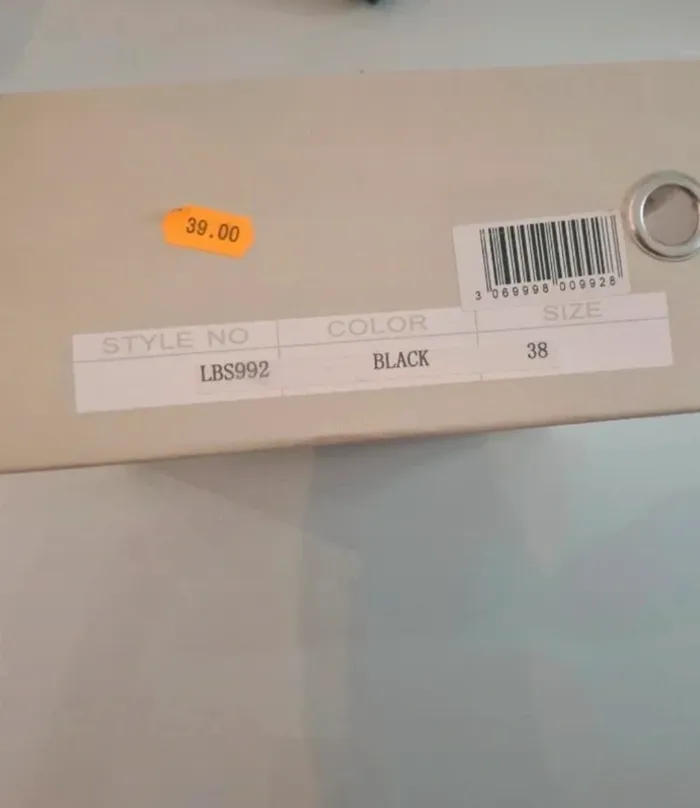 39.00
3 069998 009928
STYLE NO COLOR SIZE
LBS992 BLACK 38